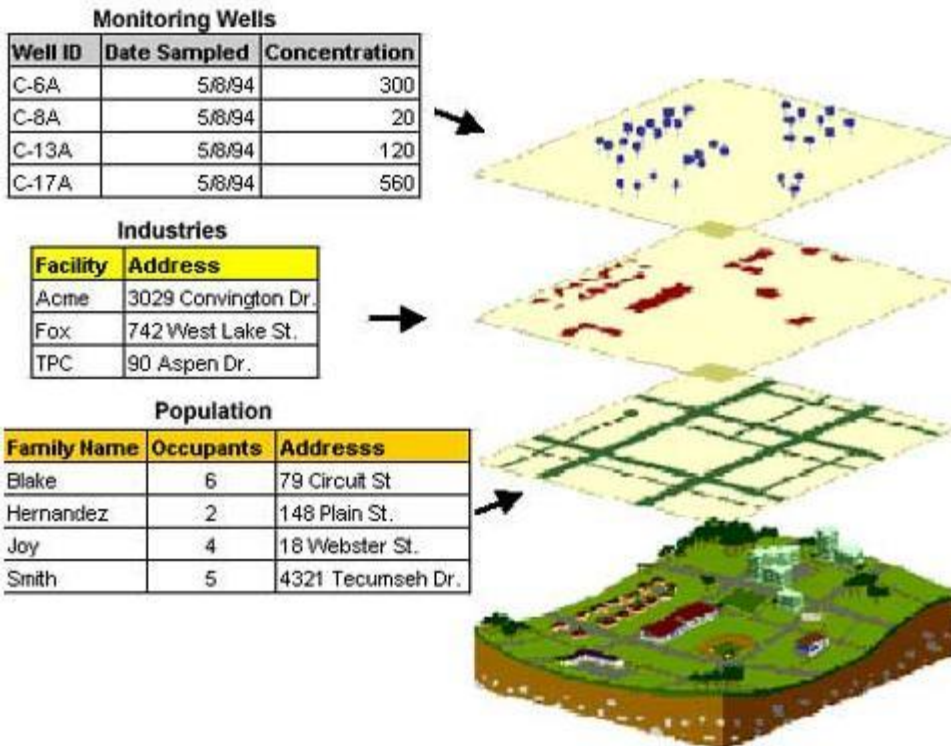 Monitoring Wells
Well ID Date Sampled Concentration
C-6A 5/8/94 300
C-8A 5/8/94 20
C-13A 5/8/94 120
C-17A 5/8/94 560
Industries
Facility Address
Acme 3029 Convington Dr.
Fox 742 West Lake St.
TPC 90 Aspen Dr.
Population
Family Name Occupants Addresss
Blake 6 79 Circuit St
Hernandez 2 148 Plain St.
Joy 4 18 Webster St.
Smith 5 4321 Tecumseh Dr.